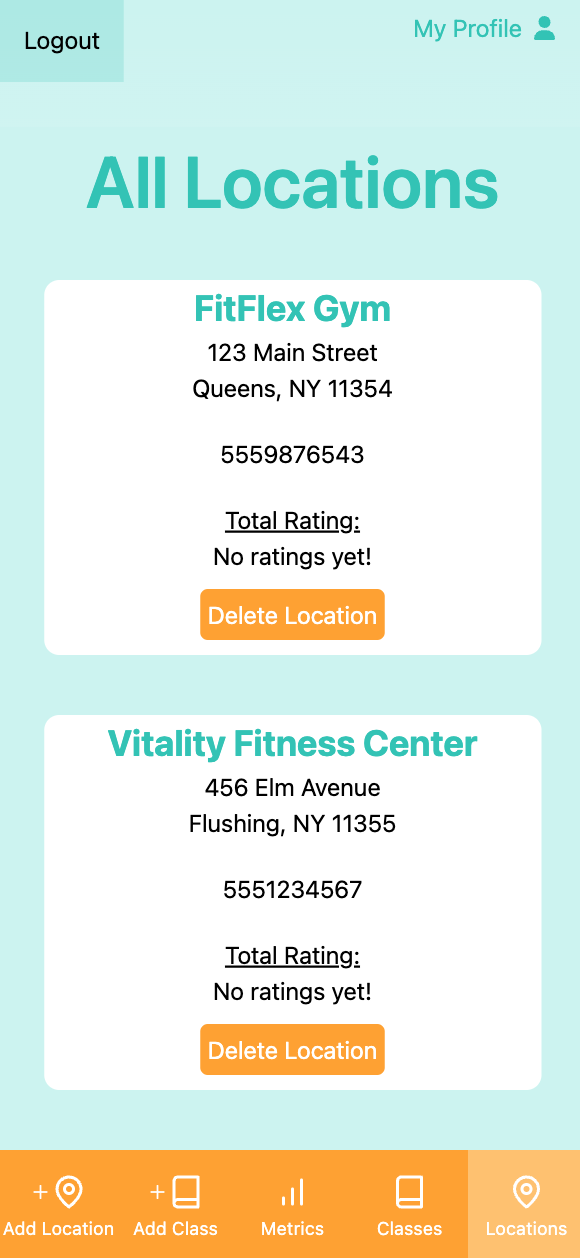 Logout
My Profile
All Locations
FitFlex Gym
123 Main Street
Queens, NY 11354
5559876543
Total Rating:
No ratings yet!
Delete Location
Vitality Fitness Center
456 Elm Avenue
Flushing, NY 11355
5551234567
Total Rating:
No ratings yet!
Delete Location
+
+
Add Location
Add Class
Metrics
Classes
Locations